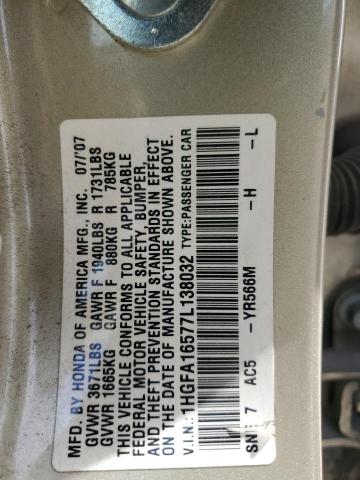 MFD. BY HONDA OF AMERICA MFG., INC. 07/'07
GVWR 3671LBS GAWR F 1940LBS R 1731LBS
GVWR 1665KG GAWR F 880KG R 785KG
THIS VEHICLE CONFORMS TO ALL APPLICABLE
FEDERAL MOTOR VEHICLE SAFETY, BUMPER,
AND THEFT PREVENTION STANDARDS IN EFFECT
ON THE DATE OF MANUFACTURE SHOWN ABOVE.
V.I.N.: 1HGFA16577L138032 TYPE:PASSENGER CAR
7 AC5 - YR566M - H - L